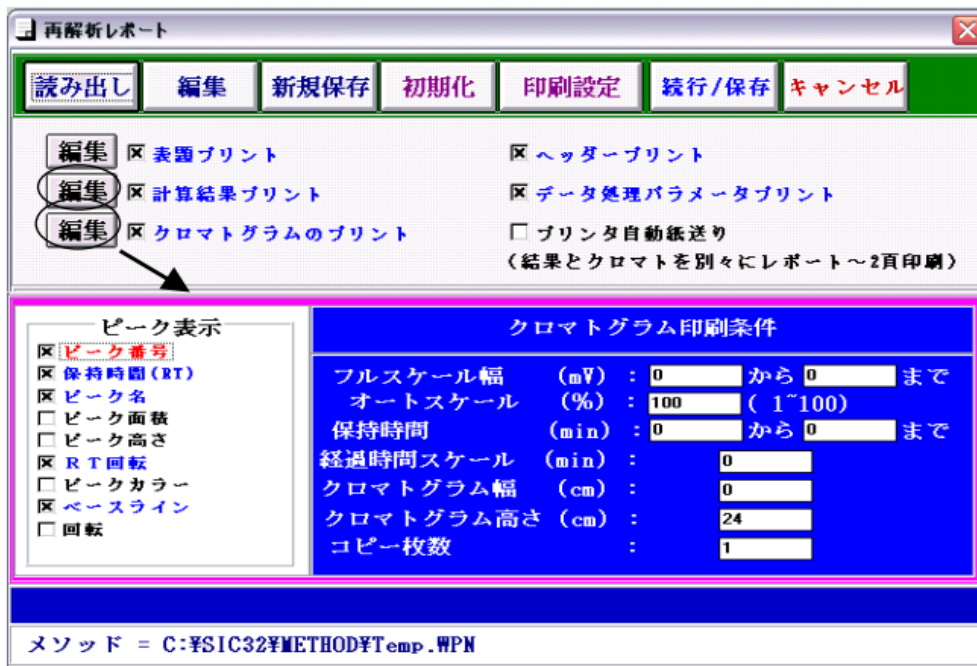 再解析レポート
読み出し 編集 新規保存 初期化 印刷設定 続行/保存 キャンセル
編集 表題プリント ヘッダープリント
編集 計算結果プリント データ処理パラメータプリント
編集 クロマトグラムのプリント プリンタ自動紙送り
(結果とクロマトを別々にレポート～2頁印刷)
ピーク表示
ピーク番号
保持時間(RT)
ピーク名
ピーク面積
ピーク高さ
RT回転
ピークカラー
ベースライン
回転
クロマトグラム印刷条件
フルスケール幅 (mV) : 0 から 0 まで
オートスケール (%) : 100 ( 1~100)
保持時間 (min) : 0 から 0 まで
経過時間スケール (min) : 0
クロマトグラム幅 (cm) : 0
クロマトグラム高さ (cm) : 24
コピー枚数 : 1
メソッド = C:¥SIC32¥METHOD¥Temp.WPN